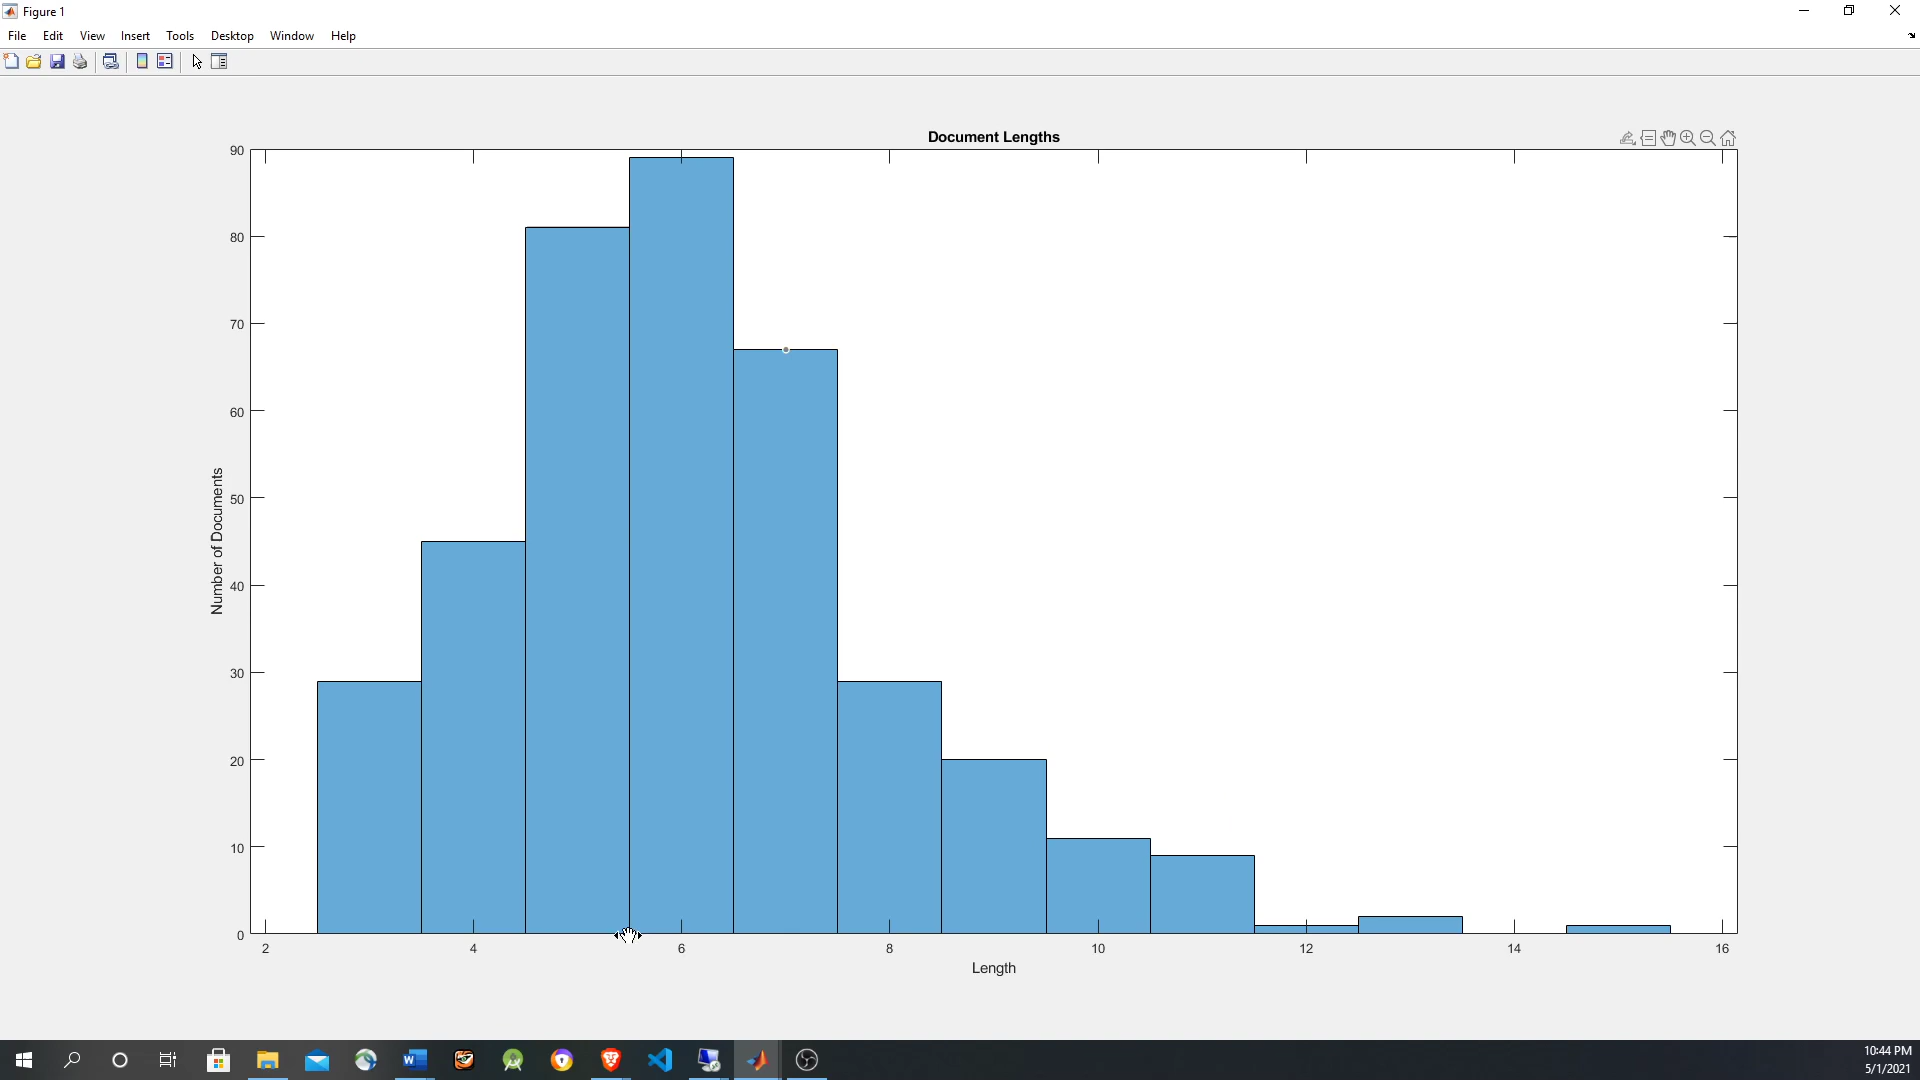 Figure 1
File Edit View Insert Tools Desktop Window Help
Document Lengths
90
80
70
60
50
40
30
20
10
0
Number of Documents
2 4 6 8 10 12 14 16
Length
10:44 PM
5/1/2021